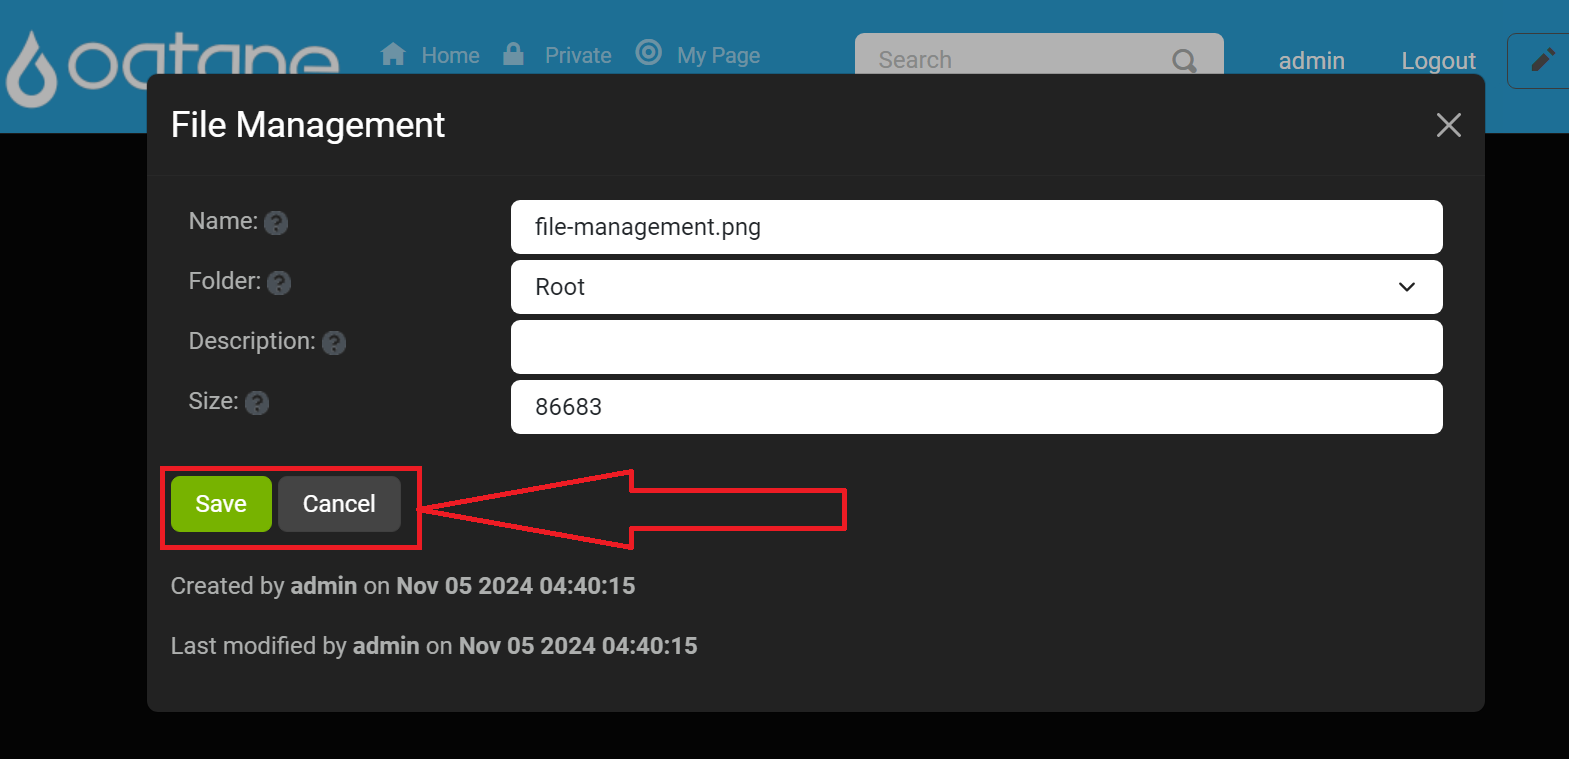 oqtane
Home Private My Page Search admin Logout
File Management
Name: file-management.png
Folder: Root
Description:
Size: 86683
Save Cancel
Created by admin on Nov 05 2024 04:40:15
Last modified by admin on Nov 05 2024 04:40:15